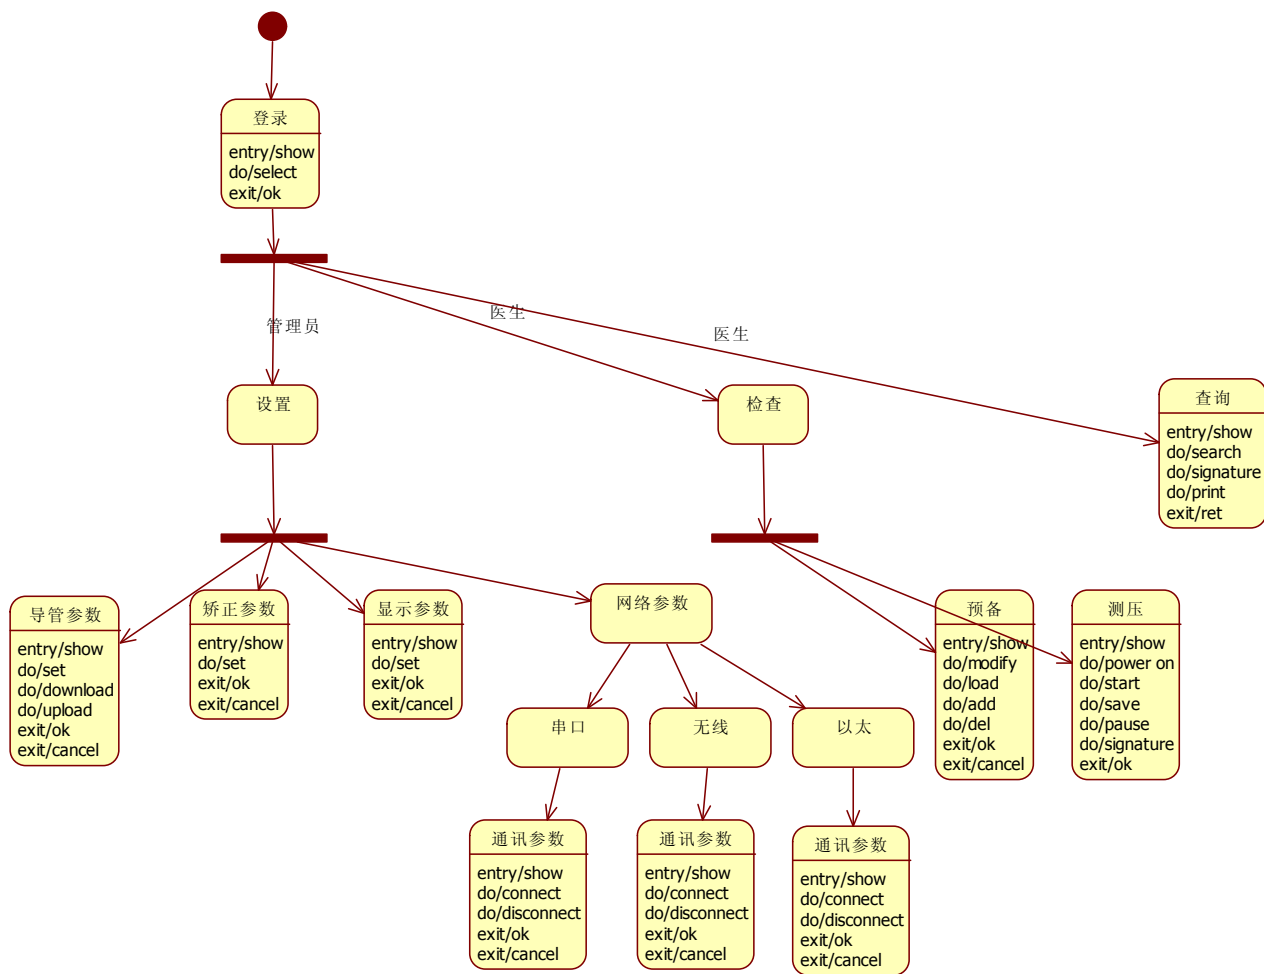 登录
entry/show
do/select
exit/ok
管理员
医生
医生
设置
检查
查询
entry/show
do/search
do/signature
do/print
exit/ret
导管参数
entry/show
do/set
do/download
do/upload
exit/ok
exit/cancel
矫正参数
entry/show
do/set
exit/ok
exit/cancel
显示参数
entry/show
do/set
exit/ok
exit/cancel
网络参数
预备
entry/show
do/modify
do/load
do/add
do/del
exit/ok
exit/cancel
测压
entry/show
do/power on
do/start
do/save
do/pause
do/signature
exit/ok
串口
无线
以太
通讯参数
entry/show
do/connect
do/disconnect
exit/ok
exit/cancel
通讯参数
entry/show
do/connect
do/disconnect
exit/ok
exit/cancel
通讯参数
entry/show
do/connect
do/disconnect
exit/ok
exit/cancel